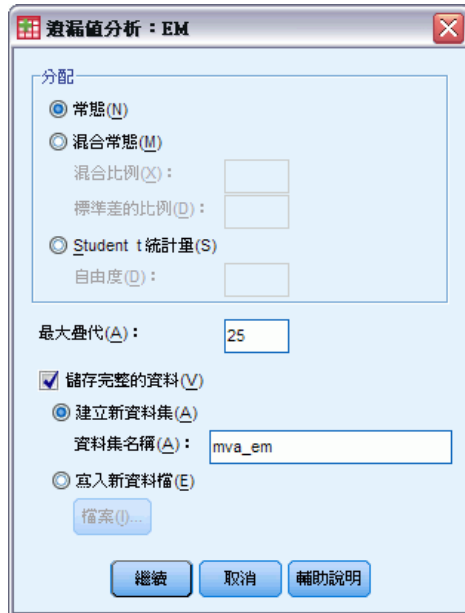 遺漏值分析：EM
分配
常態(N)
混合常態(M)
混合比例(X)：
標準差的比例(D)：
Student t 統計量(S)
自由度(D)：
最大疊代(A)： 25
儲存完整的資料(V)
建立新資料集(A)
資料集名稱(A)： mva_em
寫入新資料檔(E)
檔案(I)...
繼續 取消 輔助說明